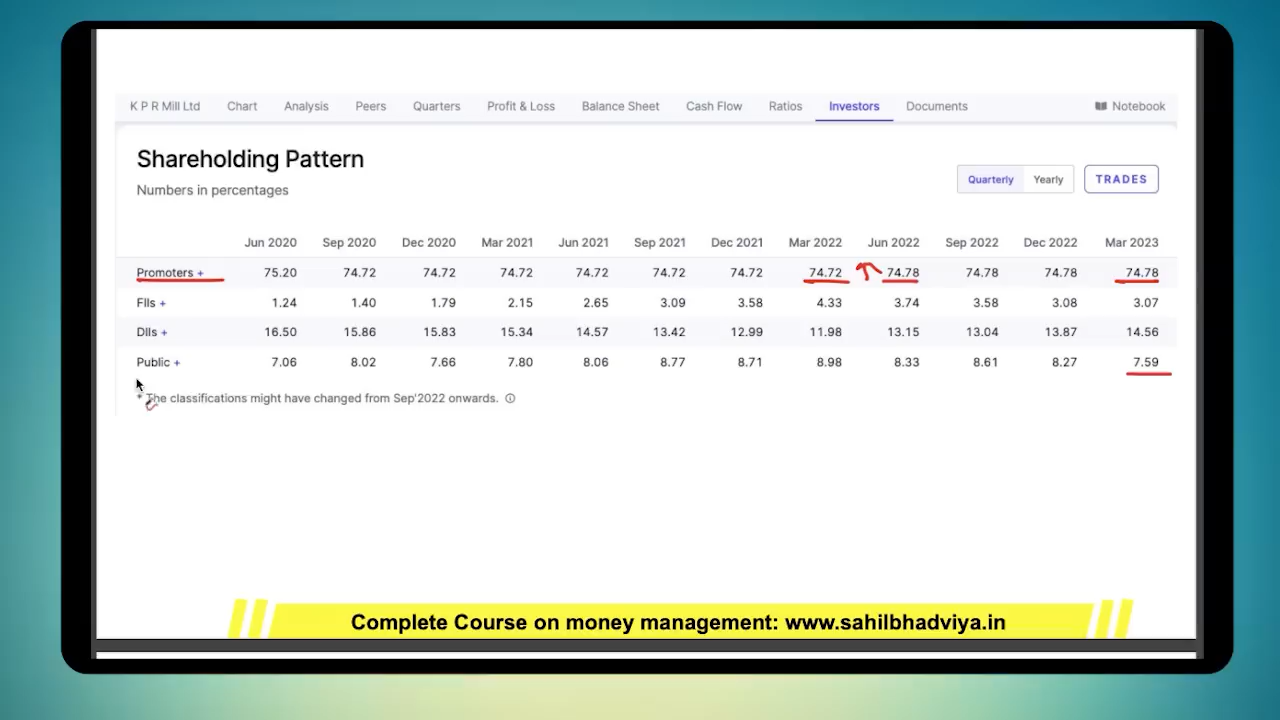 K P R Mill Ltd Chart Analysis Peers Quarters Profit & Loss Balance Sheet Cash Flow Ratios Investors Documents Notebook
Shareholding Pattern
Numbers in percentages
Quarterly Yearly TRADES
Jun 2020 Sep 2020 Dec 2020 Mar 2021 Jun 2021 Sep 2021 Dec 2021 Mar 2022 Jun 2022 Sep 2022 Dec 2022 Mar 2023
Promoters + 75.20 74.72 74.72 74.72 74.72 74.72 74.72 74.72 74.78 74.78 74.78 74.78
FIIs + 1.24 1.40 1.79 2.15 2.65 3.09 3.58 4.33 3.74 3.58 3.08 3.07
DIIs + 16.50 15.86 15.83 15.34 14.57 13.42 12.99 11.98 13.15 13.04 13.87 14.56
Public + 7.06 8.02 7.66 7.80 8.06 8.77 8.71 8.98 8.33 8.61 8.27 7.59
* The classifications might have changed from Sep'2022 onwards.
Complete Course on money management: www.sahilbhadviya.in